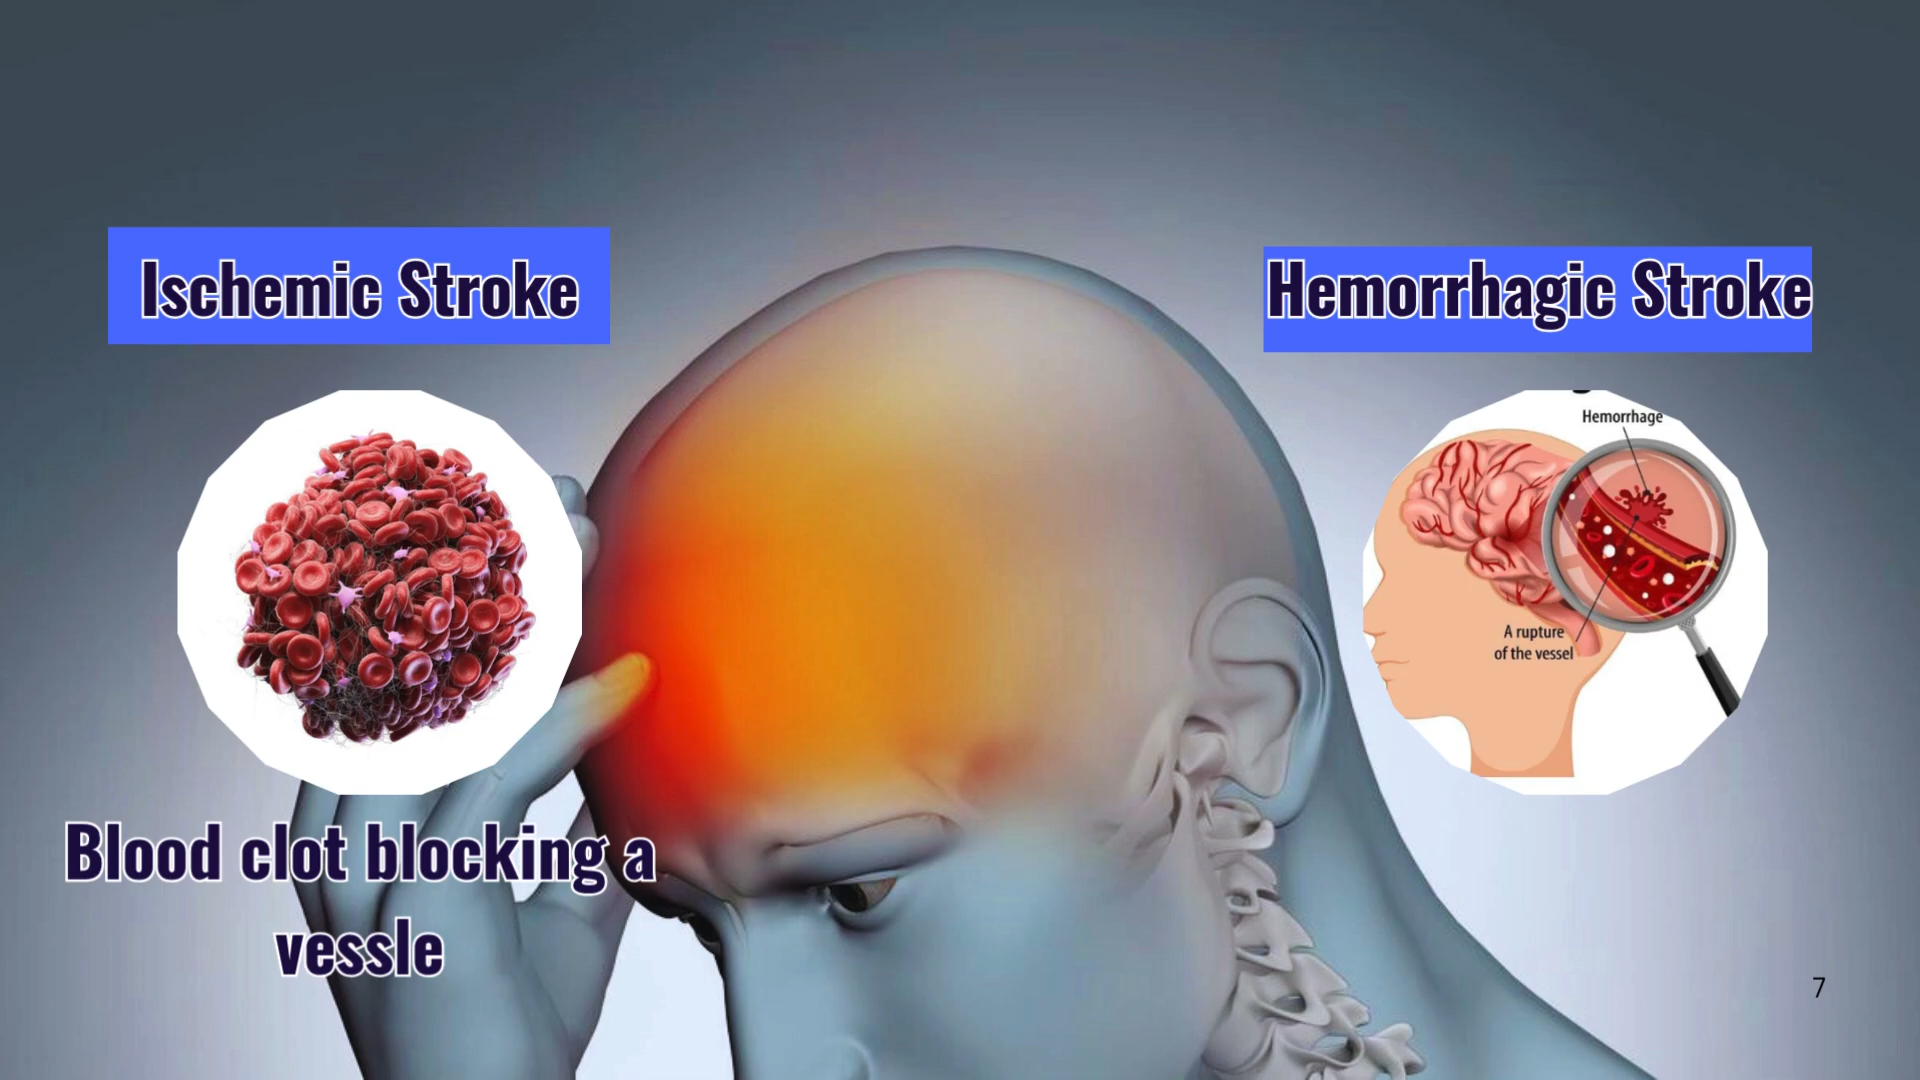 Ischemic Stroke
Hemorrhagic Stroke
Hemorrhage
A rupture
of the vessel
Blood clot blocking a
vessle
7